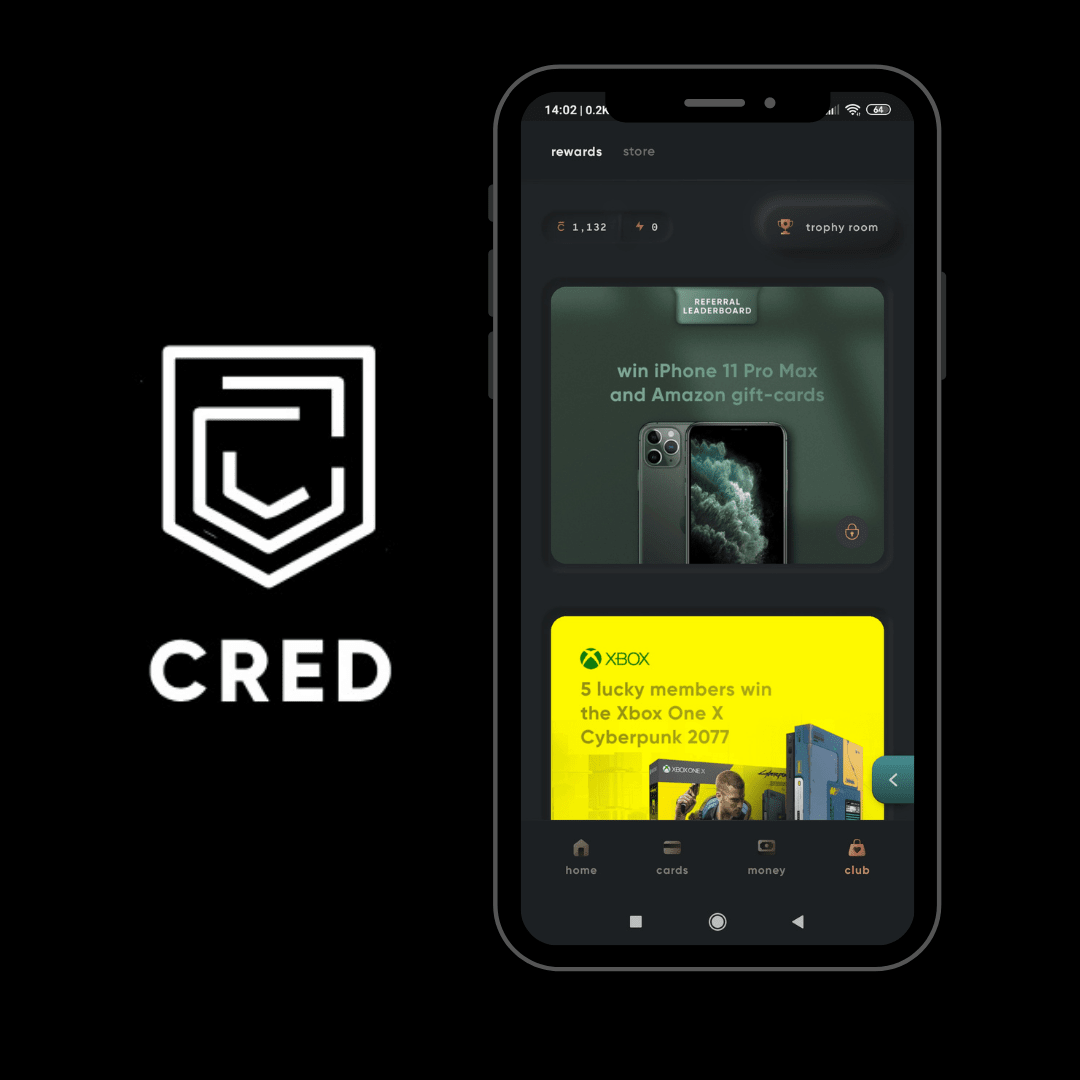 CRED
14:02 | 0.2K
64
rewards store
1,132 0
trophy room
REFERRAL
LEADERBOARD
win iPhone 11 Pro Max
and Amazon gift-cards
XBOX
5 lucky members win
the Xbox One X
Cyberpunk 2077
XBOX ONE X
home cards money club